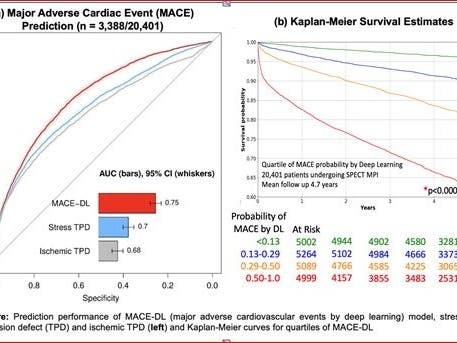 ) Major Adverse Cardiac Event (MACE)
Prediction (n = 3,388/20,401)
AUC (bars), 95% CI (whiskers)
MACE-DL
0.75
Stress TPD
0.7
Ischemic TPD
0.68
0.8 0.6 0.4 0.2 0.0
Specificity
(b) Kaplan-Meier Survival Estimates
Survival probability
1.00
0.95
0.90
0.85
0.80
0.75
0.70
0.65
0.60
Quartile of MACE probability by Deep Learning
20,401 patients undergoing SPECT MPI
Mean follow up 4.7 years
*p<0.000
0 1 2 3 4
Years
Probability of
MACE by DL At Risk
<0.13 5002 4944 4902 4580 3281
0.13-0.29 5264 5102 4984 4666 3373
0.29-0.50 5089 4766 4585 4225 3065
0.50-1.0 4999 4157 3855 3483 2531
re: Prediction performance of MACE-DL (major adverse cardiovascular events by deep learning) model, stres
sion defect (TPD) and ischemic TPD (left) and Kaplan-Meier curves for quartiles of MACE-DL